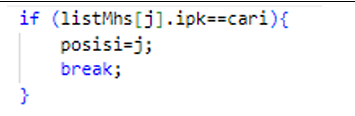 if (listMhs[j].ipk==cari){
    posisi=j;
    break;
}